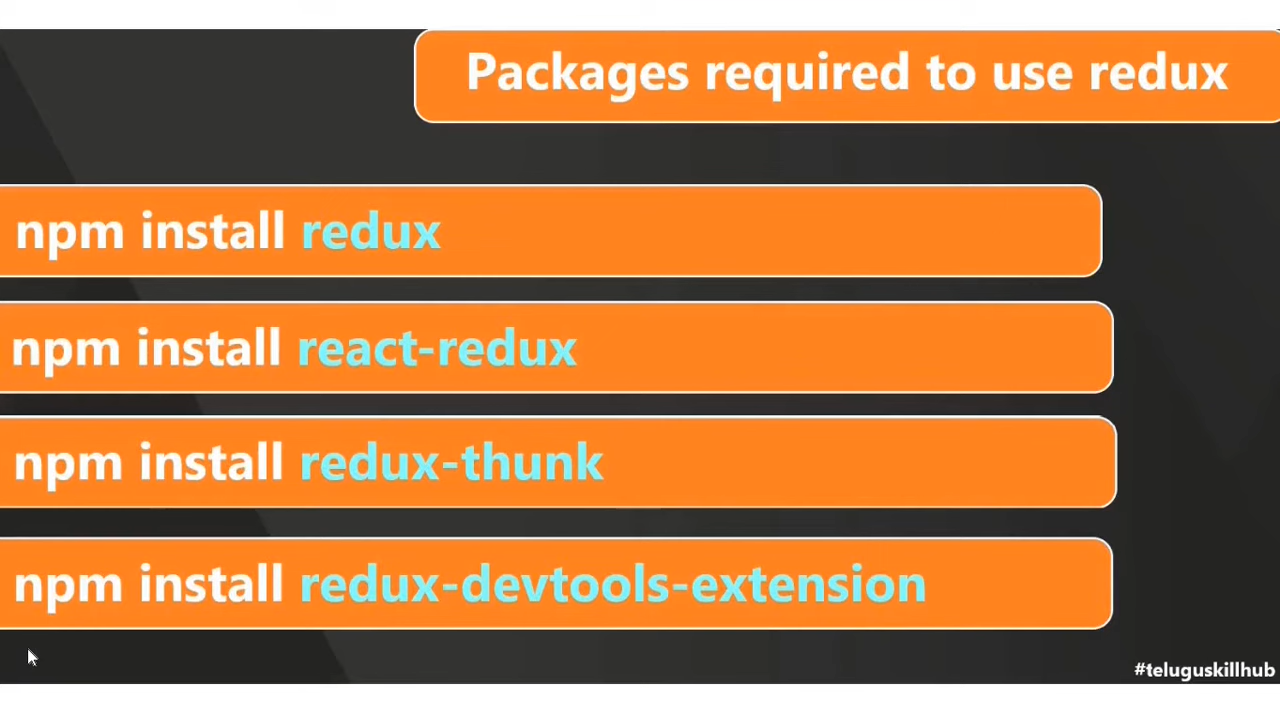 Packages required to use redux
npm install redux
npm install react-redux
npm install redux-thunk
npm install redux-devtools-extension
#teluguskillhub